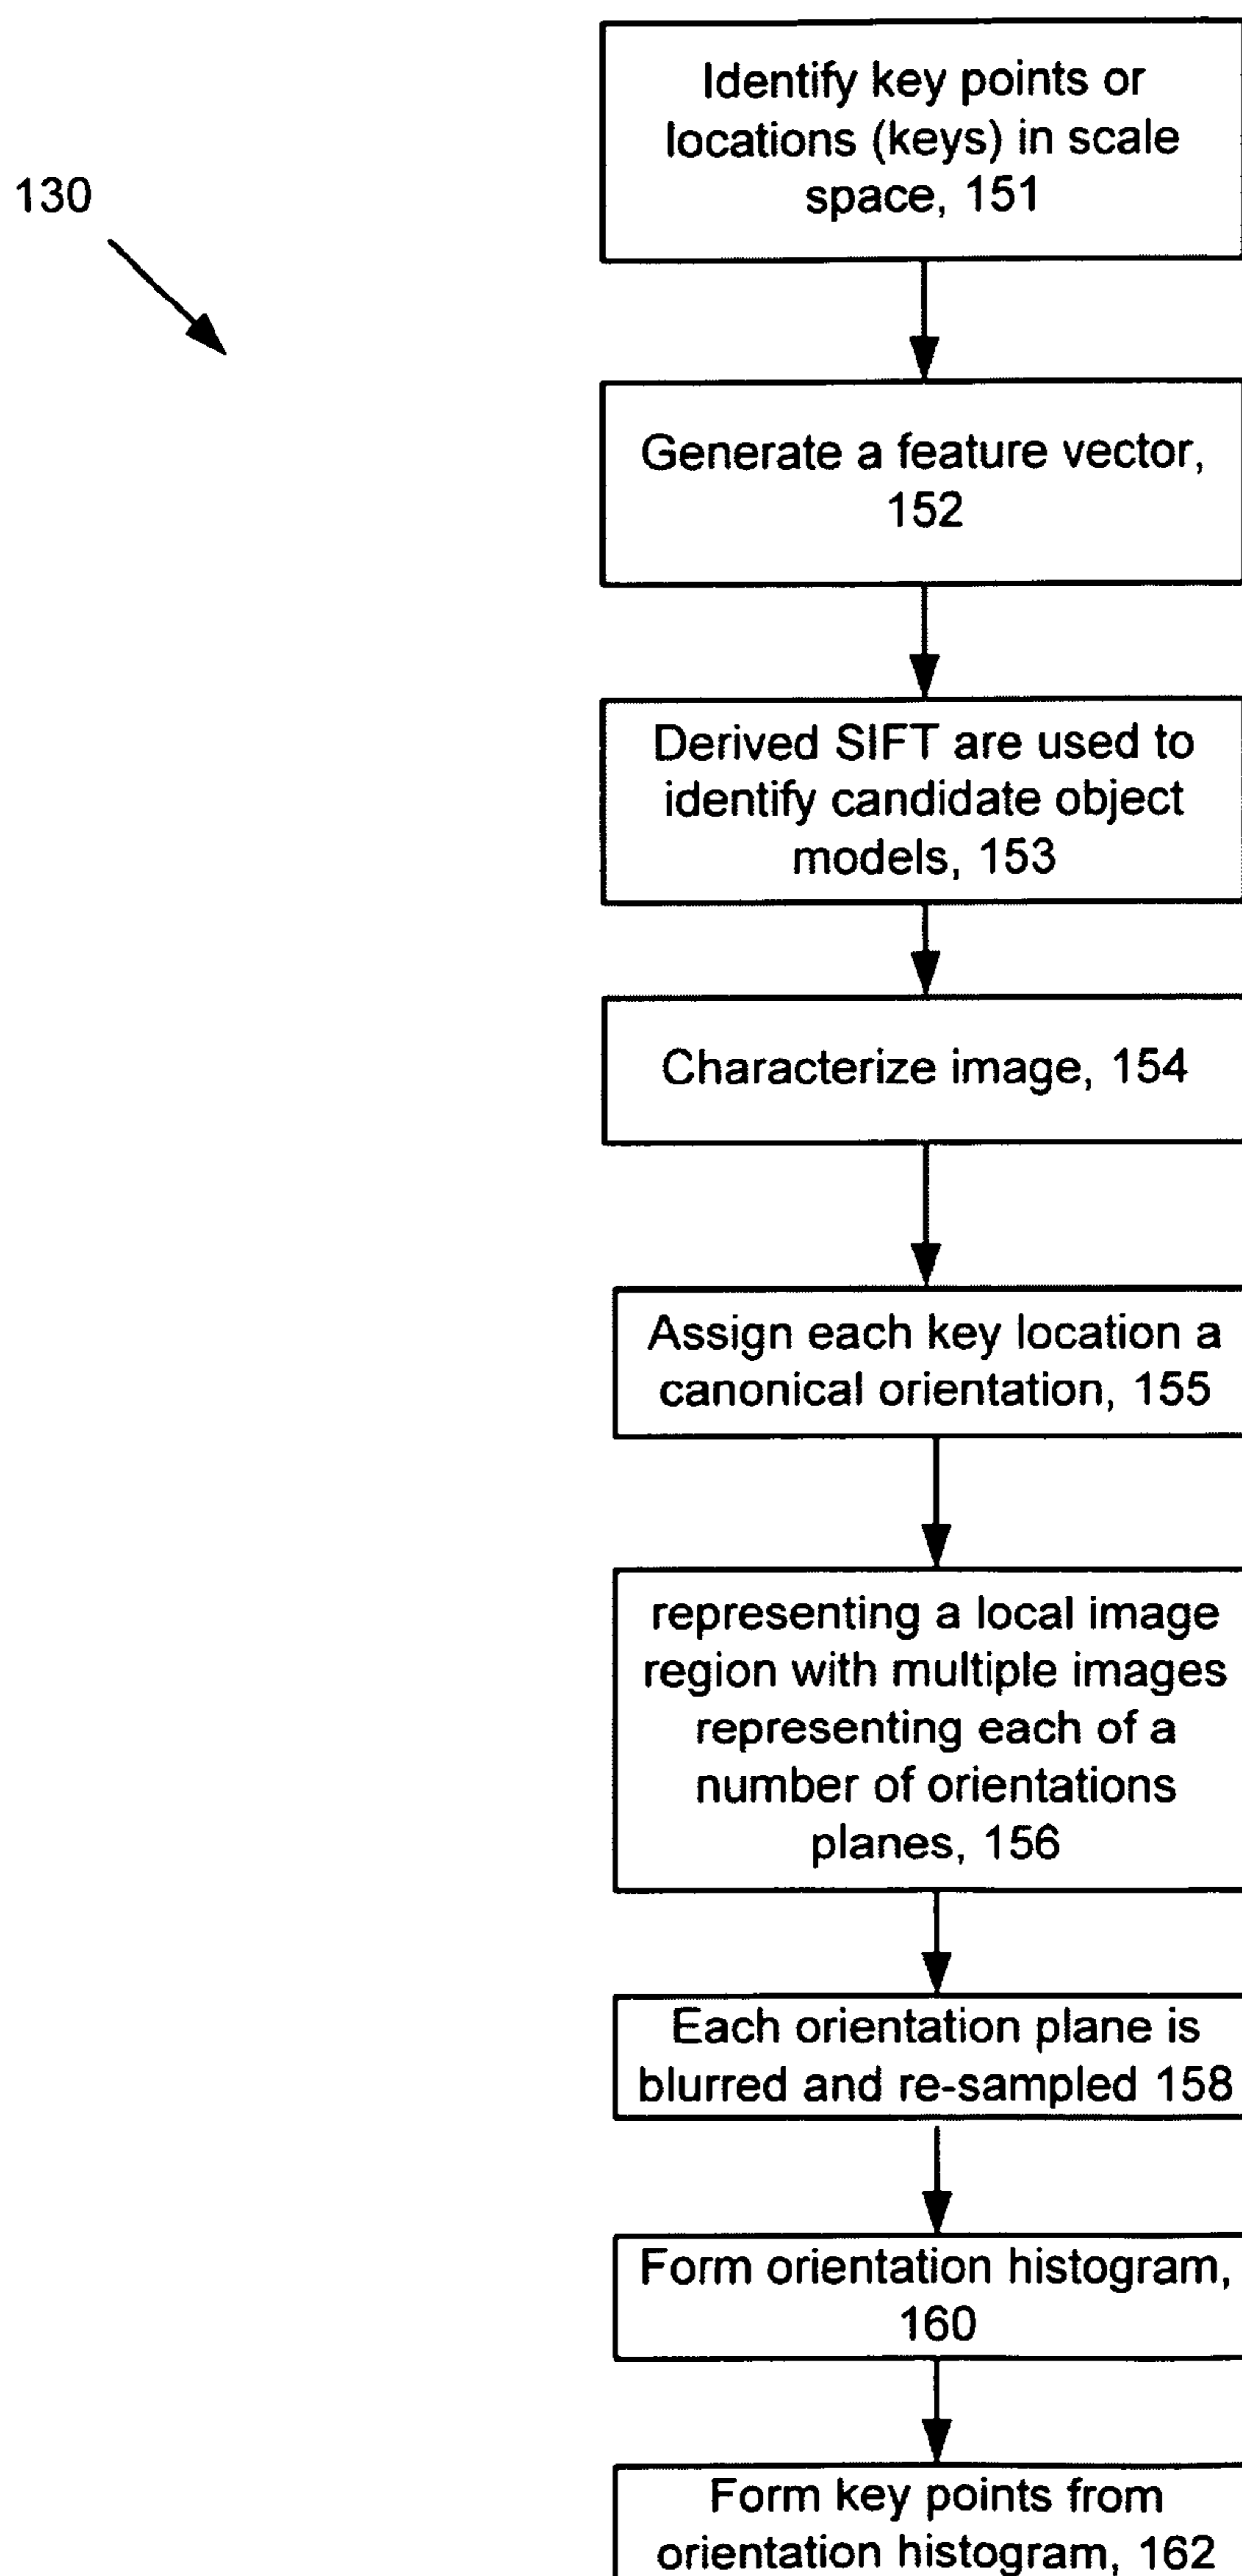 Identify key points or
locations (keys) in scale
space, 151
130
Generate a feature vector,
152
Derived SIFT are used to
identify candidate object
models, 153
Characterize image, 154
Assign each key location a
canonical orientation, 155
representing a local image
region with multiple images
representing each of a
number of orientations
planes, 156
Each orientation plane is
blurred and re-sampled 158
Form orientation histogram,
160
Form key points from
orientation histogram, 162